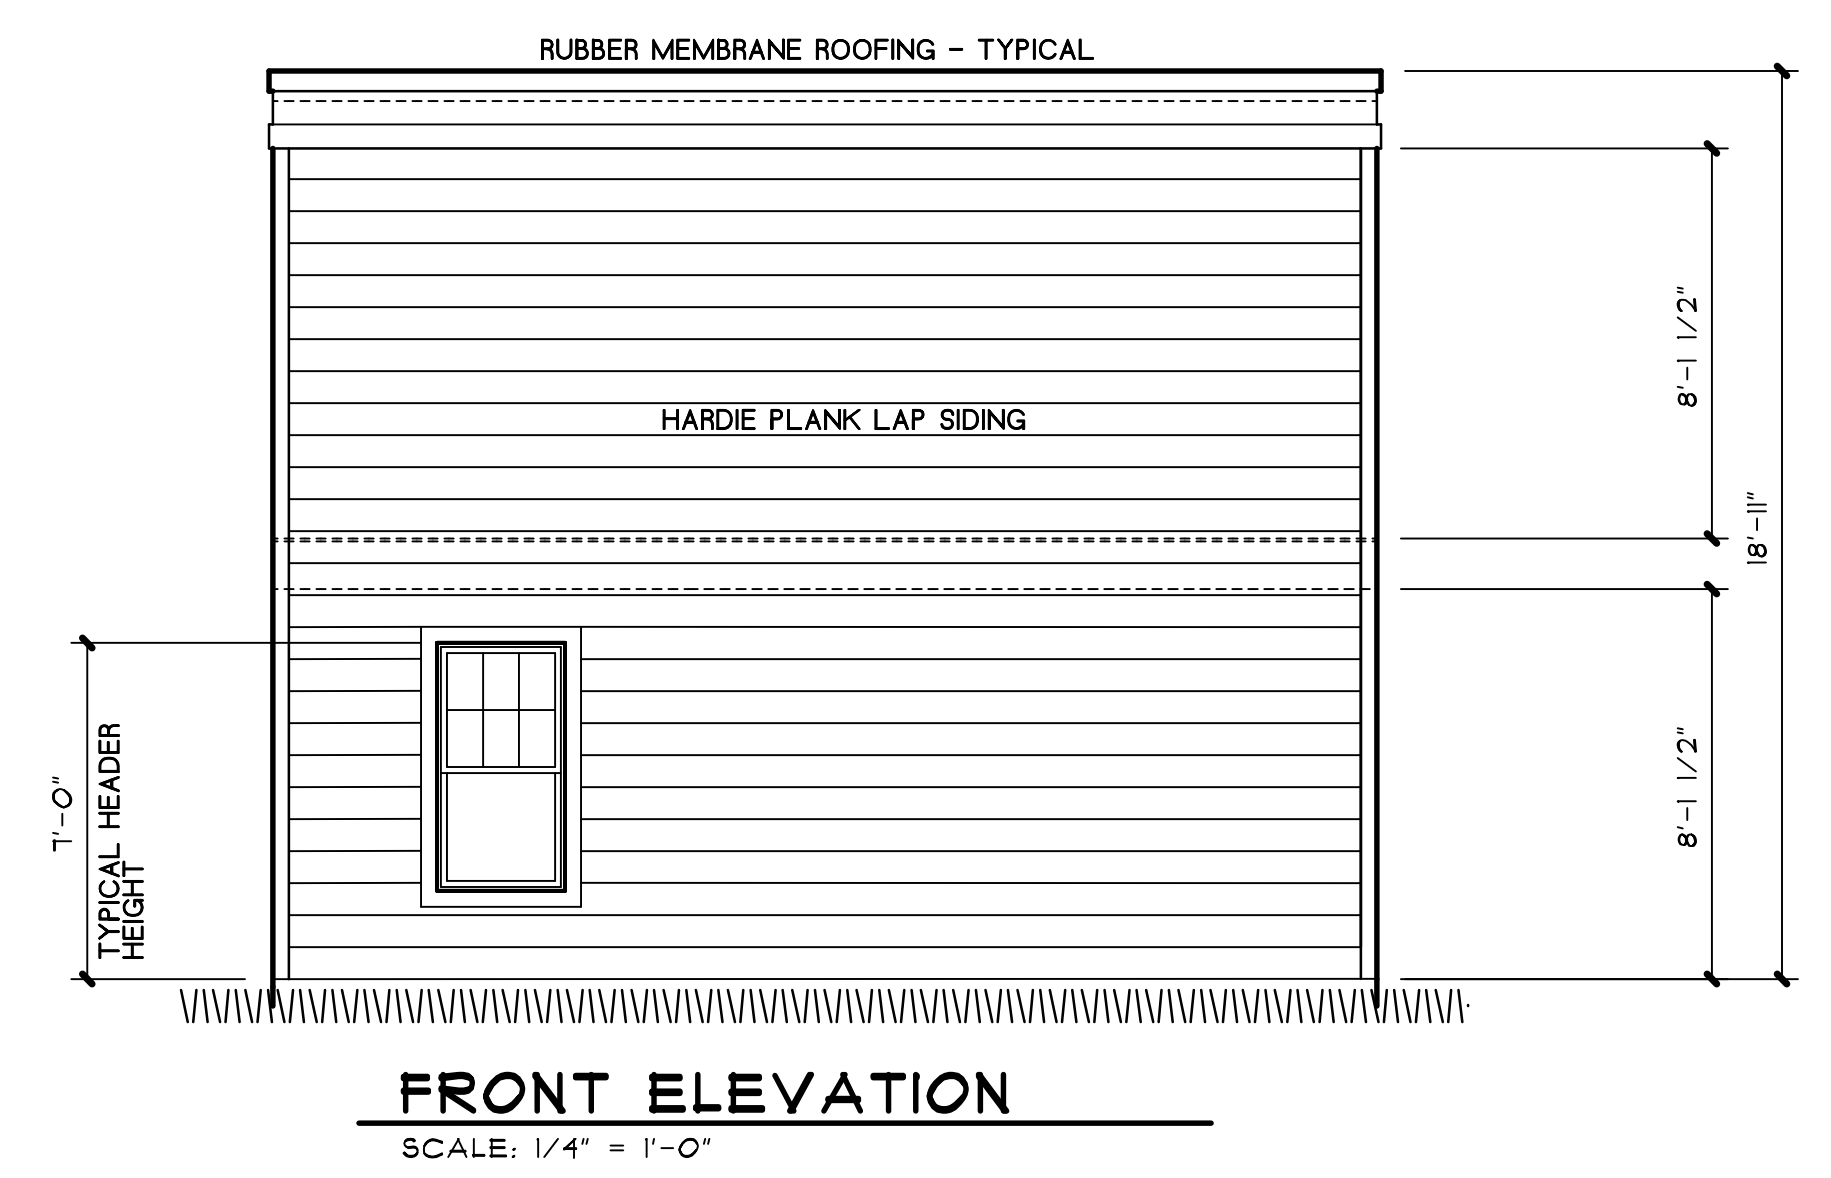 RUBBER MEMBRANE ROOFING - TYPICAL
8'-1 1/2"
HARDIE PLANK LAP SIDING
18'-11"
7'-0"
TYPICAL HEADER
HEIGHT
8'-1 1/2"
FRONT ELEVATION
SCALE: 1/4" = 1'-0"